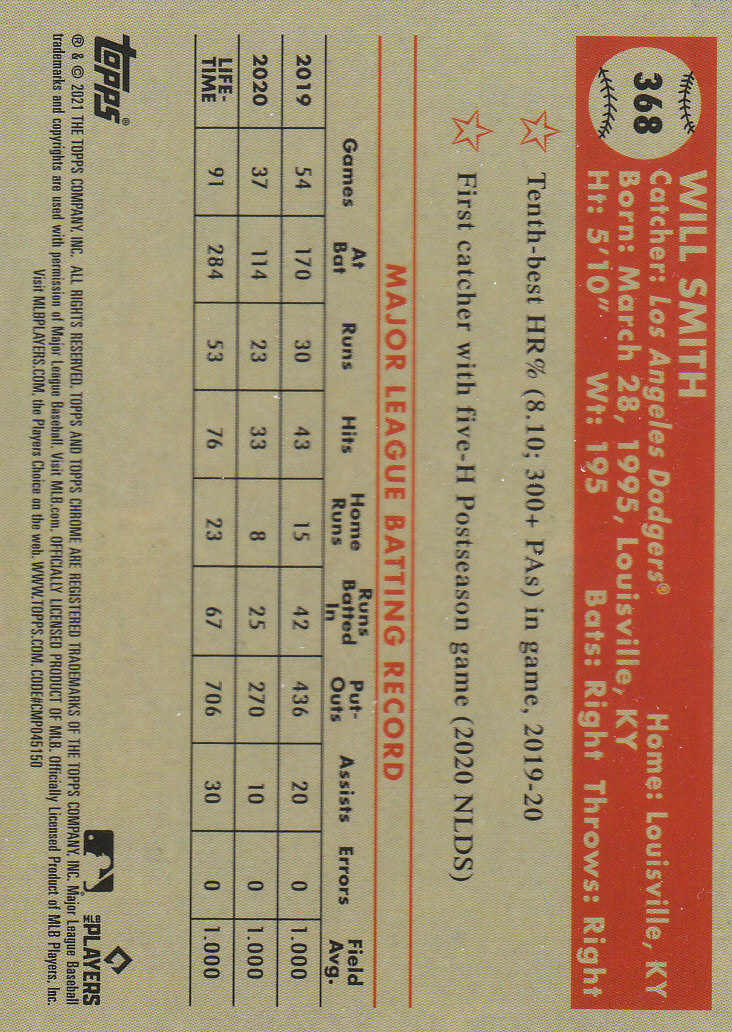 368
WILL SMITH
Catcher: Los Angeles Dodgers® Home: Louisville, KY
Born: March 28, 1995, Louisville, KY
Ht: 5'10" Wt: 195 Bats: Right Throws: Right
Tenth-best HR% (8.10; 300+ PAs) in game, 2019-20
First catcher with five-H Postseason game (2020 NLDS)
MAJOR LEAGUE BATTING RECORD
Games At Bat Runs Hits Home Runs Runs Batted In Put-Outs Assists Errors Field Avg.
2019 54 170 30 43 15 42 436 20 0 1.000
2020 37 114 23 33 8 25 270 10 0 1.000
LIFE-TIME 91 284 53 76 23 67 706 30 0 1.000
topps®
MLB PLAYERS
® & © 2021 THE TOPPS COMPANY, INC. ALL RIGHTS RESERVED. TOPPS AND TOPPS CHROME ARE REGISTERED TRADEMARKS OF THE TOPPS COMPANY, INC. Major League Baseball
trademarks and copyrights are used with permission of Major League Baseball. Visit MLB.com. OFFICIALLY LICENSED PRODUCT OF MLB. Officially Licensed Product of MLB Players, Inc.
Visit MLBPLAYERS.COM, the Players Choice on the web. WWW.TOPPS.COM. CODE#CMP045150